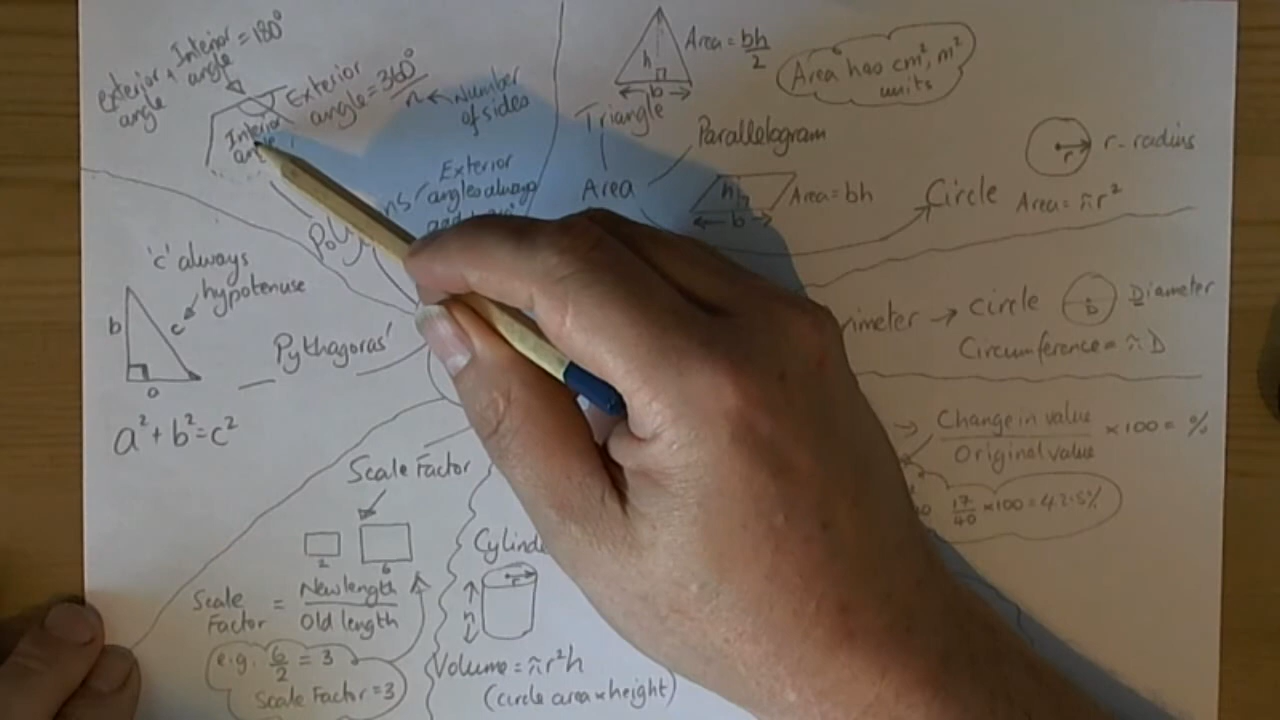 exterior + Interior = 180°
angle angle
Exterior
angle = 360°
n ← Number
of sides
Interior
Exterior
angles always
'c' always
hypotenuse
b
c
a
Pythagoras'
a² + b² = c²
Scale Factor
2
6
Scale Factor = New length / Old length
e.g. 6/2 = 3
Scale Factor = 3
r
h
Volume = πr²h
(circle area × height)
h
b
Area = bh/2
Area has cm², m²
units
Triangle
Parallelogram
Area
h
b
Area = bh
r
r - radius
Circle
Area = πr²
→ Circle
D
Diameter
Circumference = πD
→ Change in value / Original value × 100 = %
17/40 × 100 = 42.5%